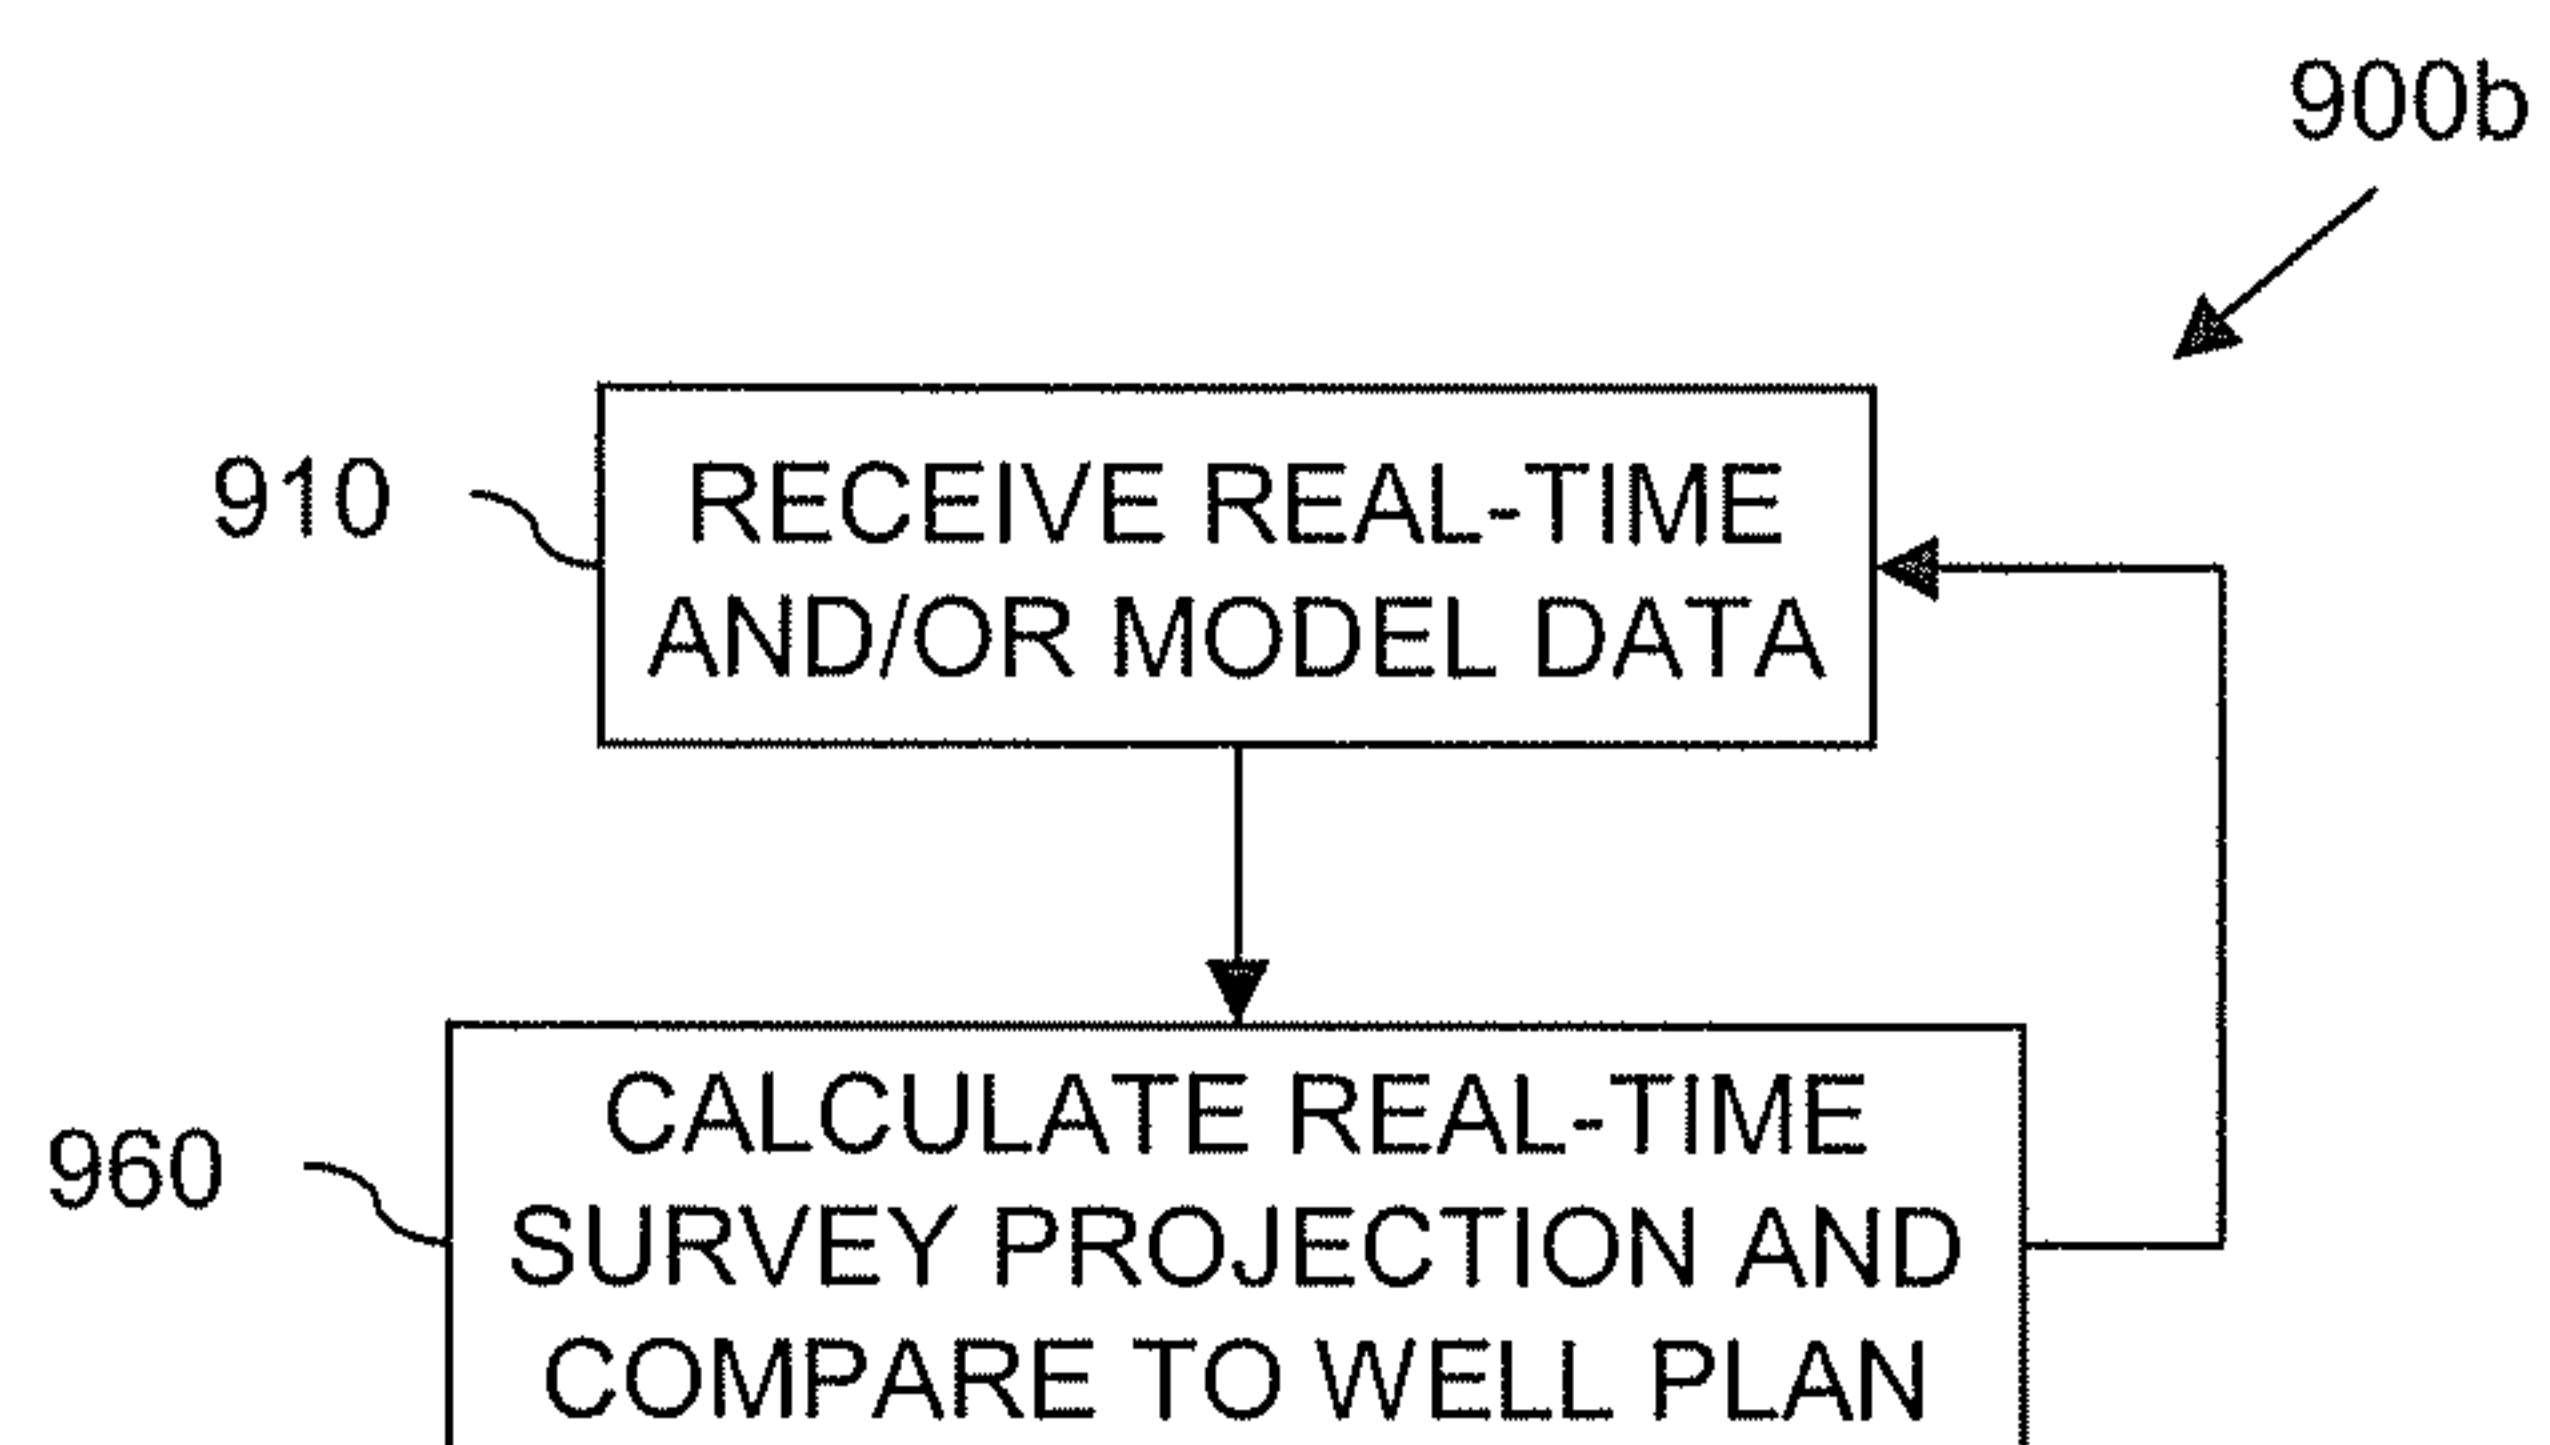 900b
910
RECEIVE REAL-TIME
AND/OR MODEL DATA
960
CALCULATE REAL-TIME
SURVEY PROJECTION AND
COMPARE TO WELL PLAN